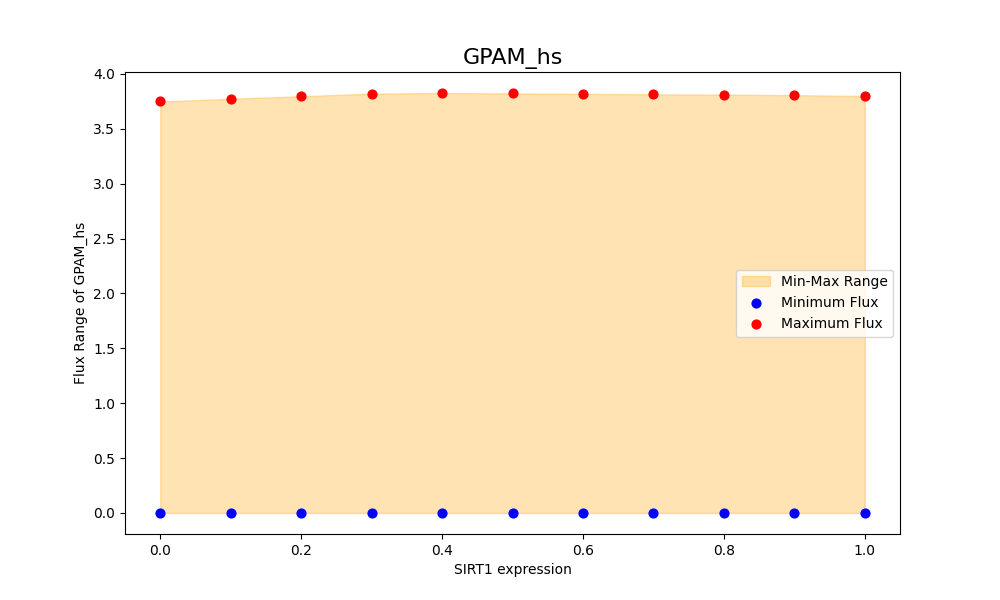 GPAM_hs
Flux Range of GPAM_hs
4.0
3.5
3.0
2.5
2.0
1.5
1.0
0.5
0.0
Min-Max Range
Minimum Flux
Maximum Flux
0.0 0.2 0.4 0.6 0.8 1.0
SIRT1 expression